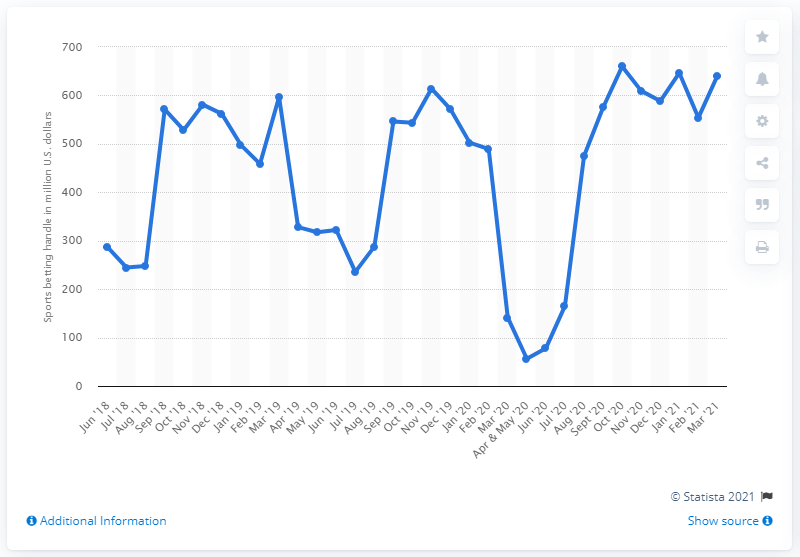 700
600
500
400
300
200
100
0
Sports betting handle in million U.S. dollars
Jun '18
Jul '18
Aug '18
Sep '18
Oct '18
Nov '18
Dec '18
Jan '19
Feb '19
Mar '19
Apr '19
May '19
Jun '19
Jul '19
Aug '19
Sep '19
Oct '19
Nov '19
Dec '19
Jan '20
Feb '20
Mar '20
Apr & May '20
Jun '20
Jul '20
Aug '20
Sept '20
Oct '20
Nov '20
Dec '20
Jan '21
Feb '21
Mar '21
© Statista 2021
Additional Information
Show source